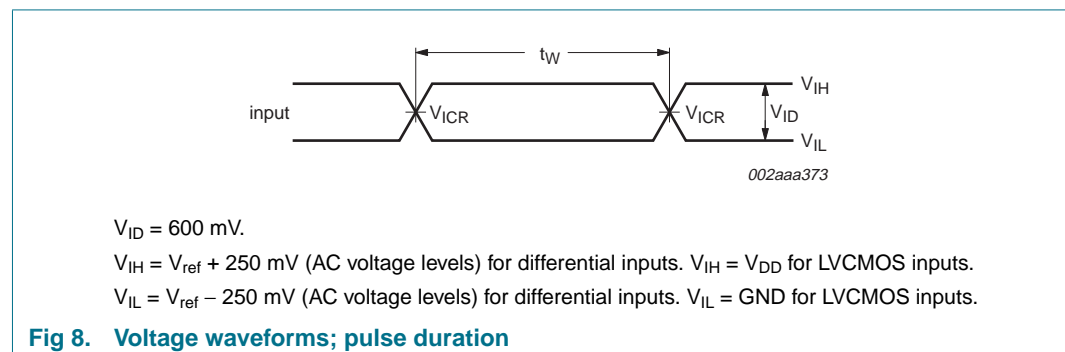 tW
VIH
input
VICR
VICR
VID
VIL
002aaa373
VID = 600 mV.
VIH = Vref + 250 mV (AC voltage levels) for differential inputs. VIH = VDD for LVCMOS inputs.
VIL = Vref − 250 mV (AC voltage levels) for differential inputs. VIL = GND for LVCMOS inputs.
Fig 8. Voltage waveforms; pulse duration